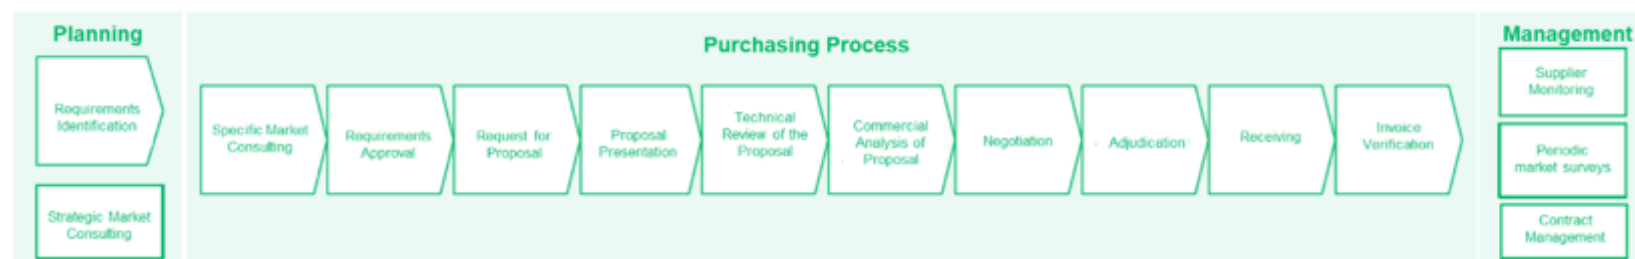 Planning
Requirements
Identification
Strategic Market
Consulting
Purchasing Process
Specific Market
Consulting
Requirements
Approval
Request for
Proposal
Proposal
Presentation
Technical
Review of the
Proposal
Commercial
Analysis of
Proposal
Negotiation
Adjudication
Receiving
Invoice
Verification
Management
Supplier
Monitoring
Periodic
market surveys
Contract
Management